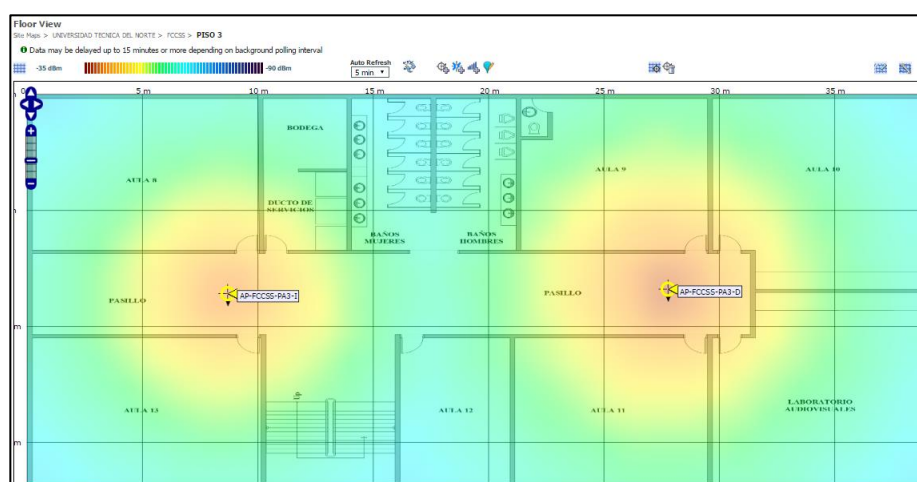 Floor View
Site Maps > UNIVERSIDAD TECNICA DEL NORTE > FCCSS > PISO 3
Data may be delayed up to 15 minutes or more depending on background polling interval
-35 dBm -90 dBm
Auto Refresh
5 min
0 5 m 10 m 15 m 20 m 25 m 30 m 35 m
BODEGA
AULA 8
AULA 9
AULA 10
DUCTO DE
SERVICIOS
BAÑOS
MUJERES
BAÑOS
HOMBRES
PASILLO
AP-FCCSS-PA3-I
PASILLO
AP-FCCSS-PA3-D
AULA 13
AULA 12
AULA 11
LABORATORIO
AUDIOVISUALES